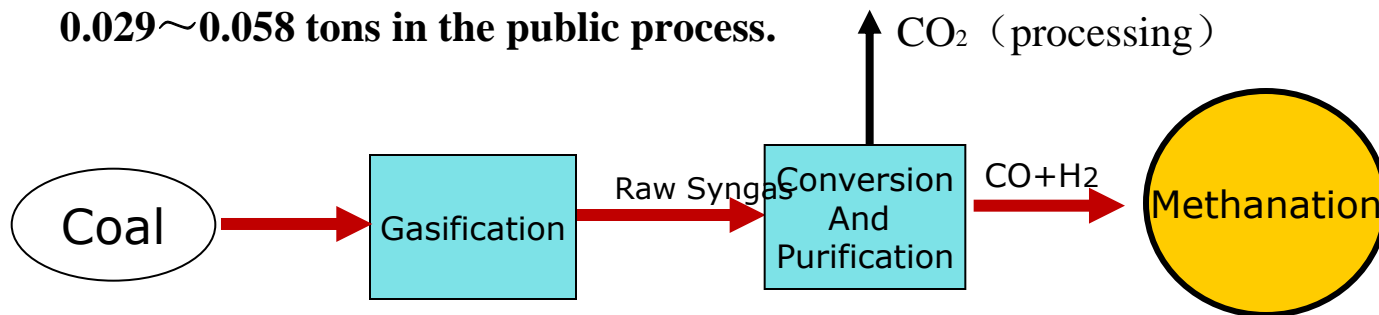 0.029～0.058 tons in the public process.
CO₂（processing）
Coal
Gasification
Raw Syngas
Conversion
And
Purification
CO+H2
Methanation